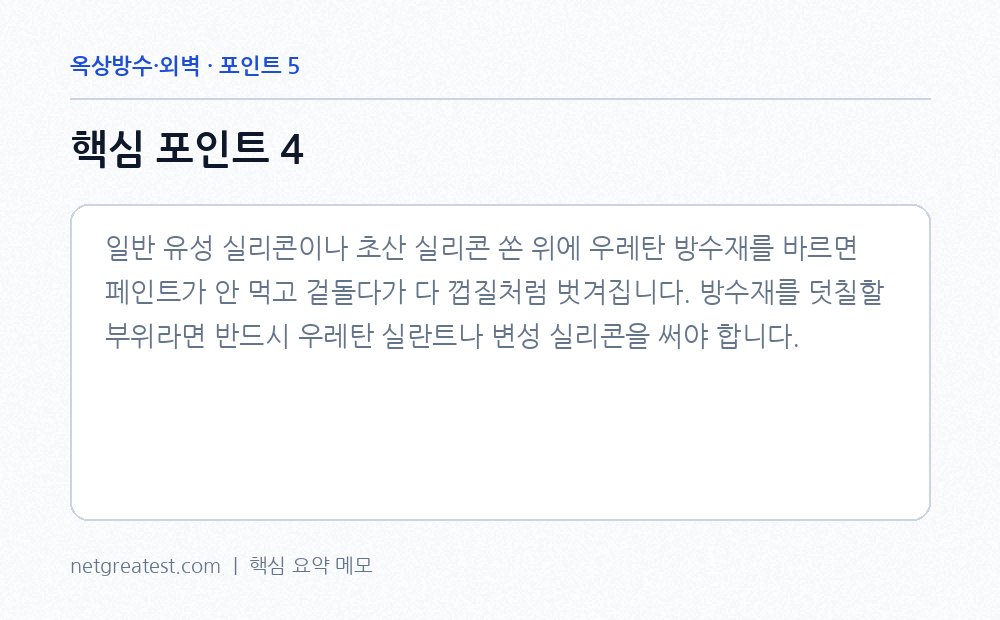 옥상방수·외벽 · 포인트 5
핵심 포인트 4
일반 유성 실리콘이나 초산 실리콘 쏜 위에 우레탄 방수재를 바르면
페인트가 안 먹고 겉돌다가 다 껍질처럼 벗겨집니다. 방수재를 덧칠할
부위라면 반드시 우레탄 실란트나 변성 실리콘을 써야 합니다.
netgreatest.com | 핵심 요약 메모